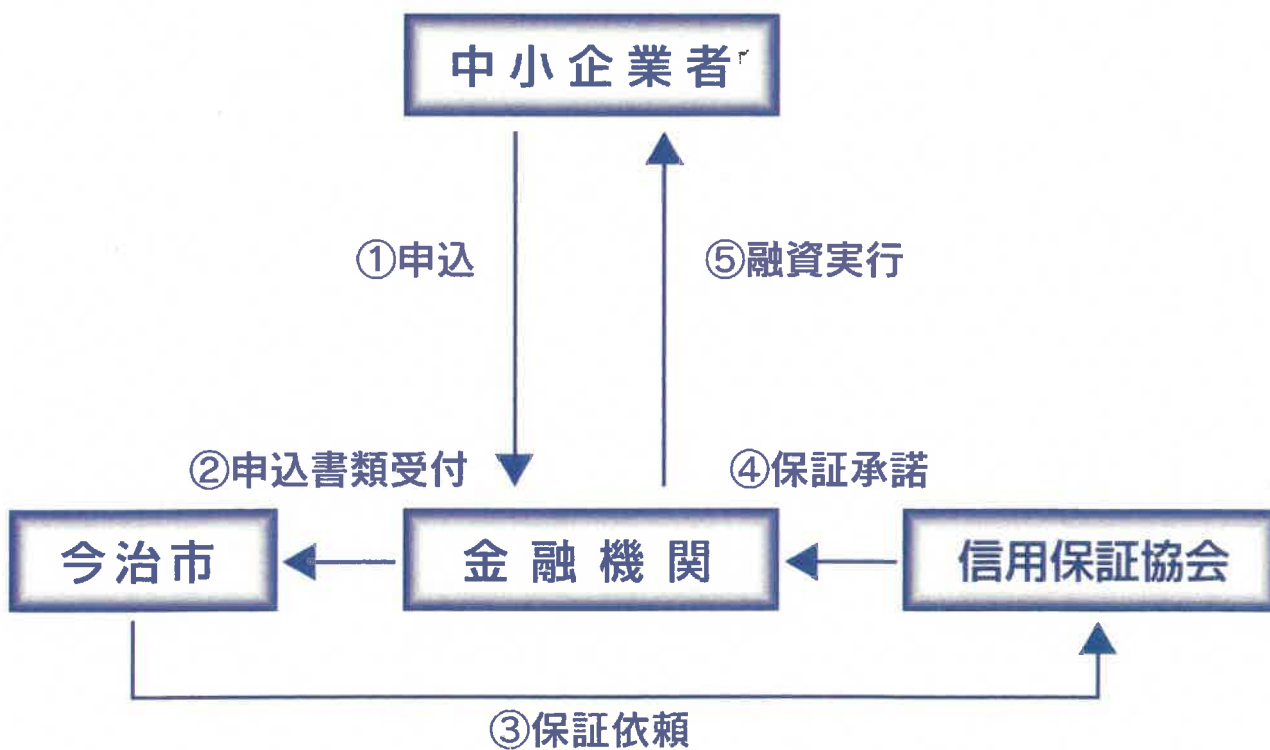 中小企業者
①申込
⑤融資実行
②申込書類受付
④保証承諾
今治市
金融機関
信用保証協会
③保証依頼